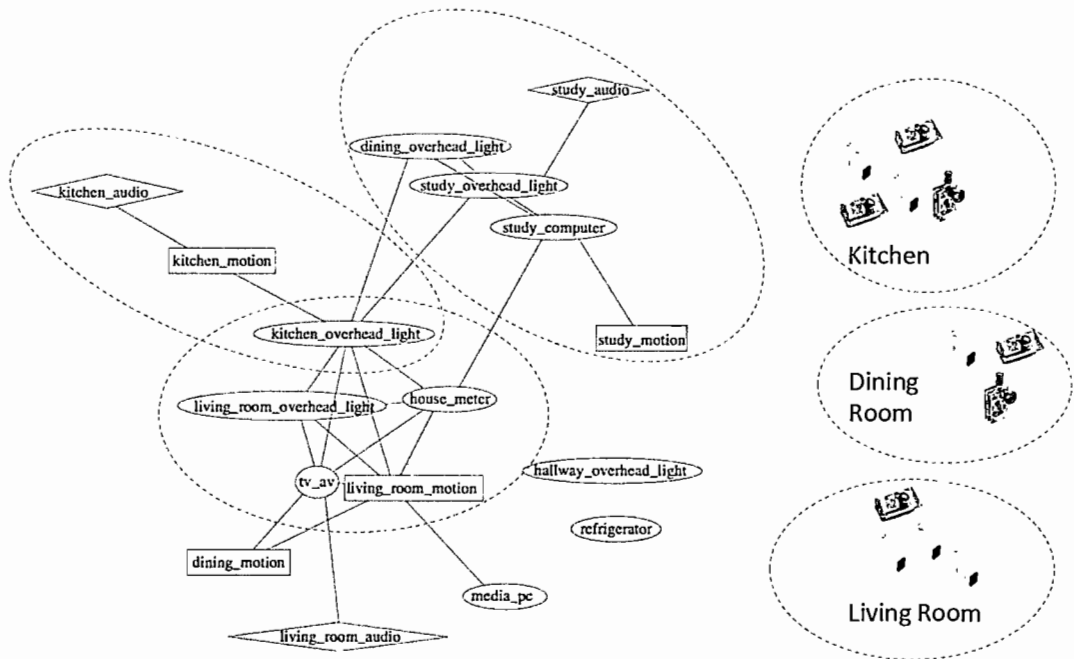 study_audio
dining_overhead_light
kitchen_audio
study_overhead_light
study_computer
kitchen_motion
kitchen_overhead_light
study_motion
living_room_overhead_light
house_meter
hallway_overhead_light
tv_av
living_room_motion
refrigerator
dining_motion
media_pc
living_room_audio
Kitchen
Dining
Room
Living Room